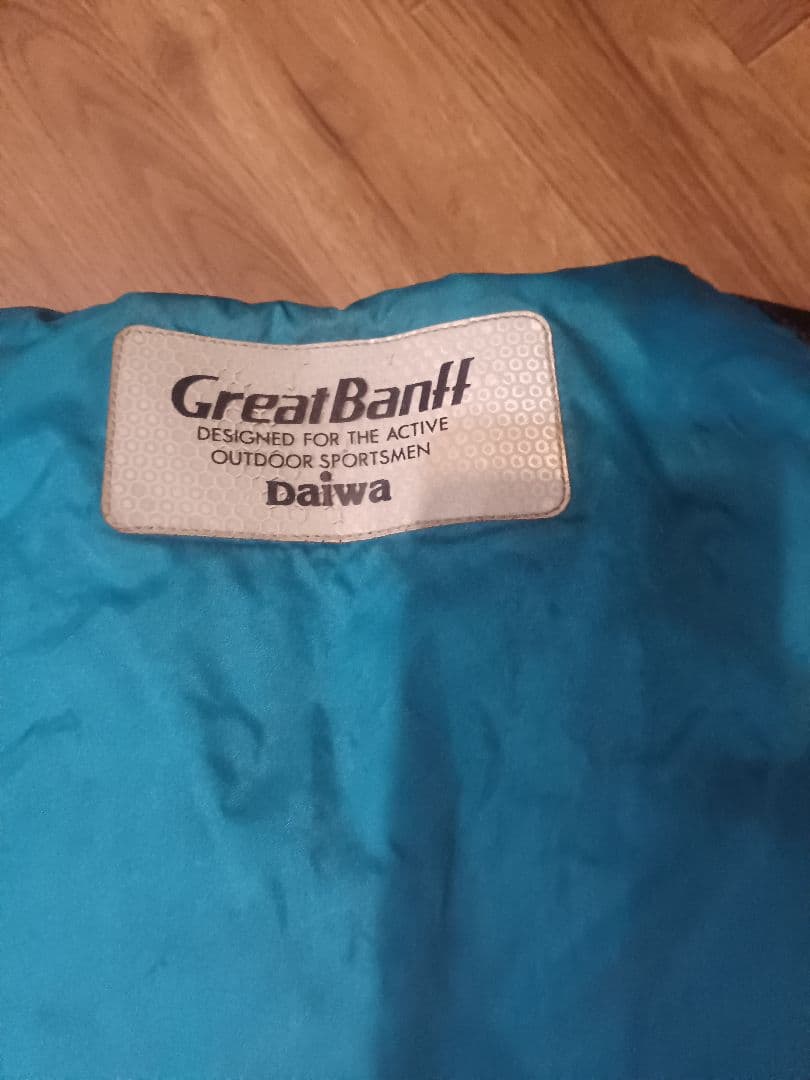 GreatBanff
DESIGNED FOR THE ACTIVE
OUTDOOR SPORTSMEN
Daiwa